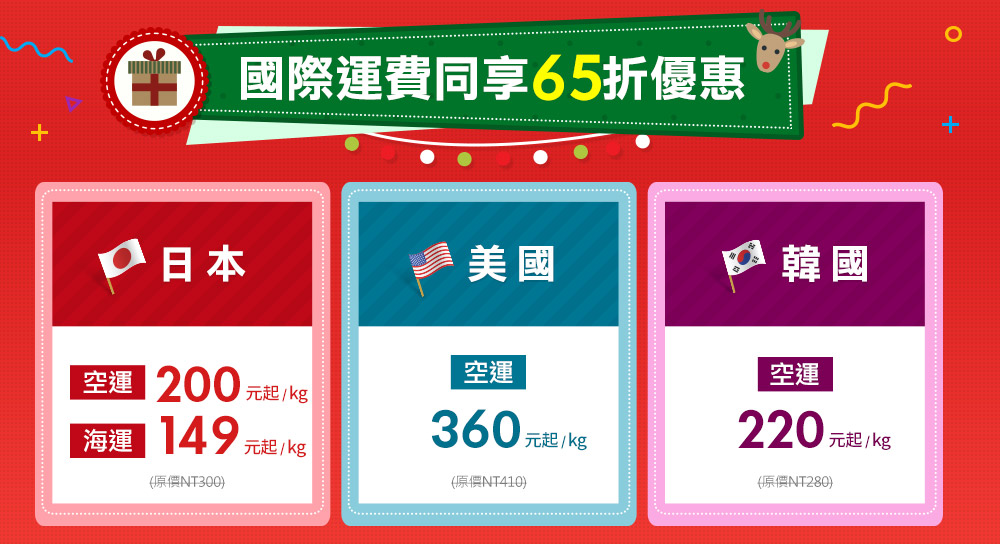 國際運費同享65折優惠
日本
空運 200元起/kg
海運 149元起/kg
(原價NT300)
美國
空運
360元起/kg
(原價NT410)
韓國
空運
220元起/kg
(原價NT280)